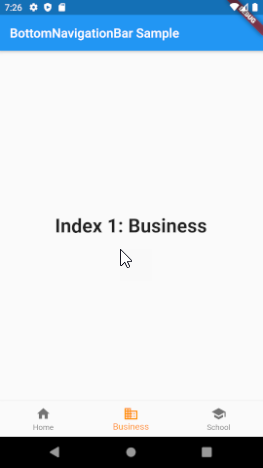 7:26
BottomNavigationBar Sample
Index 1: Business
Home
Business
School